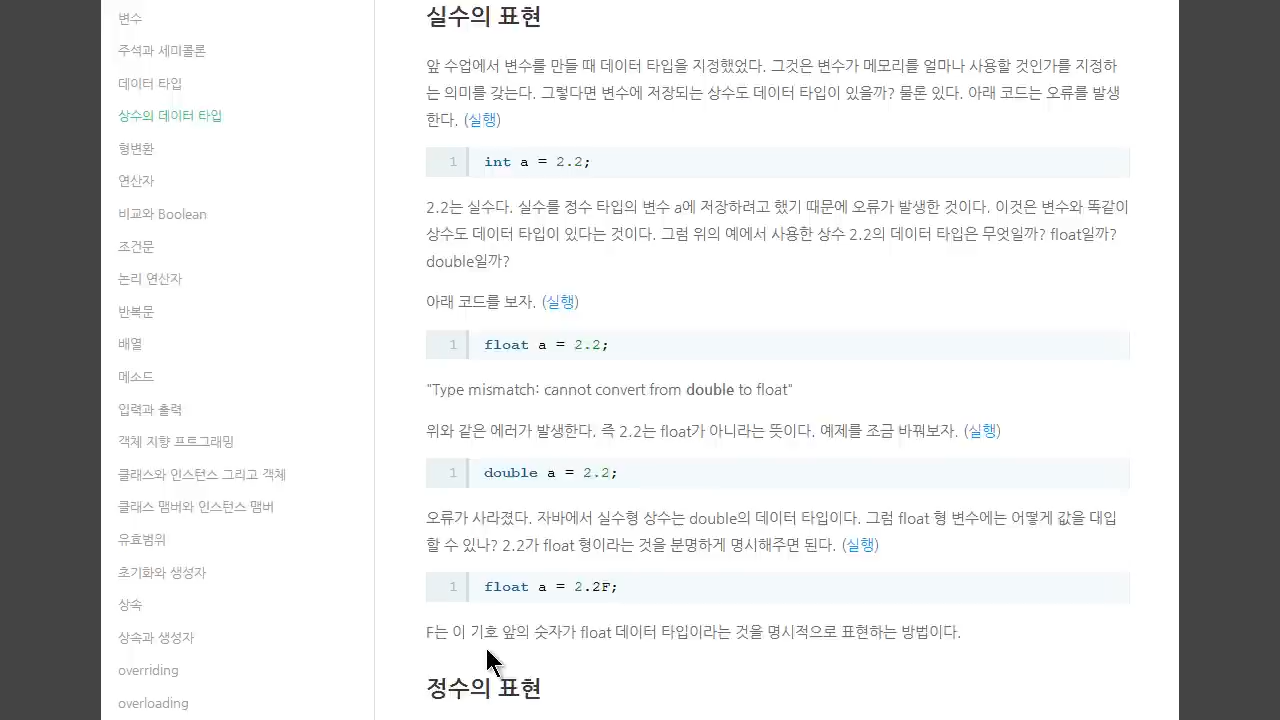 변수
주석과 세미콜론
데이터 타입
상수의 데이터 타입
형변환
연산자
비교와 Boolean
조건문
논리 연산자
반복문
배열
메소드
입력과 출력
객체 지향 프로그래밍
클래스와 인스턴스 그리고 객체
클래스 맴버와 인스턴스 맴버
유효범위
초기화와 생성자
상속
상속과 생성자
overriding
overloading
실수의 표현
앞 수업에서 변수를 만들 때 데이터 타입을 지정했었다. 그것은 변수가 메모리를 얼마나 사용할 것인가를 지정하
는 의미를 갖는다. 그렇다면 변수에 저장되는 상수도 데이터 타입이 있을까? 물론 있다. 아래 코드는 오류를 발생
한다. (실행)
1 int a = 2.2;
2.2는 실수다. 실수를 정수 타입의 변수 a에 저장하려고 했기 때문에 오류가 발생한 것이다. 이것은 변수와 똑같이
상수도 데이터 타입이 있다는 것이다. 그럼 위의 예에서 사용한 상수 2.2의 데이터 타입은 무엇일까? float일까?
double일까?
아래 코드를 보자. (실행)
1 float a = 2.2;
"Type mismatch: cannot convert from double to float"
위와 같은 에러가 발생한다. 즉 2.2는 float가 아니라는 뜻이다. 예제를 조금 바꿔보자. (실행)
1 double a = 2.2;
오류가 사라졌다. 자바에서 실수형 상수는 double의 데이터 타입이다. 그럼 float 형 변수에는 어떻게 값을 대입
할 수 있나? 2.2가 float 형이라는 것을 분명하게 명시해주면 된다. (실행)
1 float a = 2.2F;
F는 이 기호 앞의 숫자가 float 데이터 타입이라는 것을 명시적으로 표현하는 방법이다.
정수의 표현